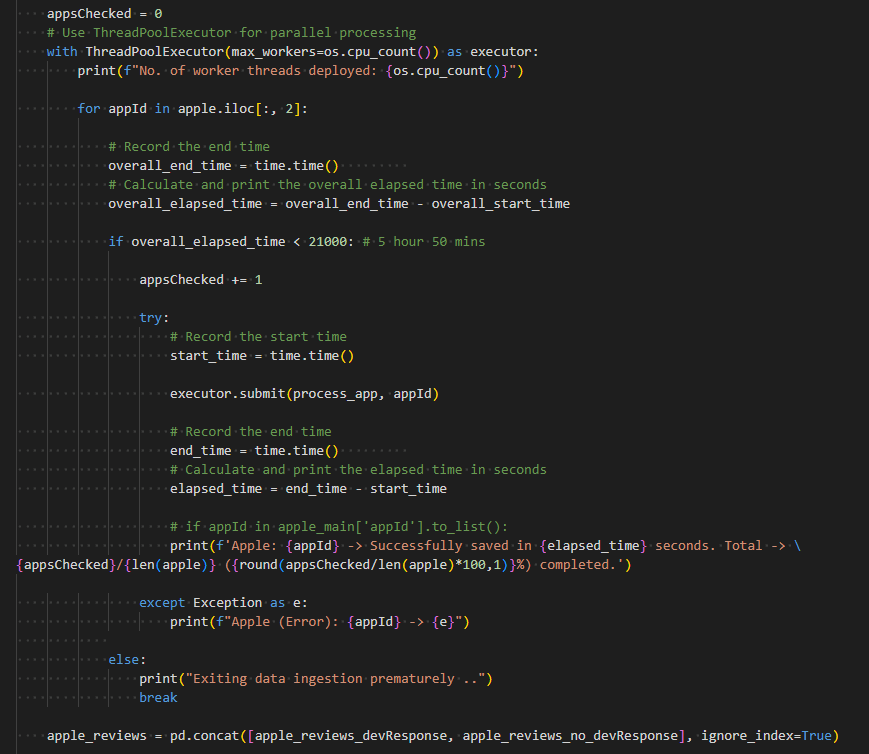 appsChecked = 0
# Use ThreadPoolExecutor for parallel processing
with ThreadPoolExecutor(max_workers=os.cpu_count()) as executor:
print(f"No. of worker threads deployed: {os.cpu_count()}")
for appId in apple.iloc[:, 2]:
# Record the end time
overall_end_time = time.time()
# Calculate and print the overall elapsed time in seconds
overall_elapsed_time = overall_end_time - overall_start_time
if overall_elapsed_time < 21000: # 5 hour 50 mins
appsChecked += 1
try:
# Record the start time
start_time = time.time()
executor.submit(process_app, appId)
# Record the end time
end_time = time.time()
# Calculate and print the elapsed time in seconds
elapsed_time = end_time - start_time
# if appId in apple_main['appId'].to_list():
print(f'Apple: {appId} -> Successfully saved in {elapsed_time} seconds. Total -> \
{appsChecked}/{len(apple)} ({round(appsChecked/len(apple)*100,1)}%) completed.')
except Exception as e:
print(f"Apple (Error): {appId} -> {e}")
else:
print("Exiting data ingestion prematurely ..")
break
apple_reviews = pd.concat([apple_reviews_devResponse, apple_reviews_no_devResponse], ignore_index=True)